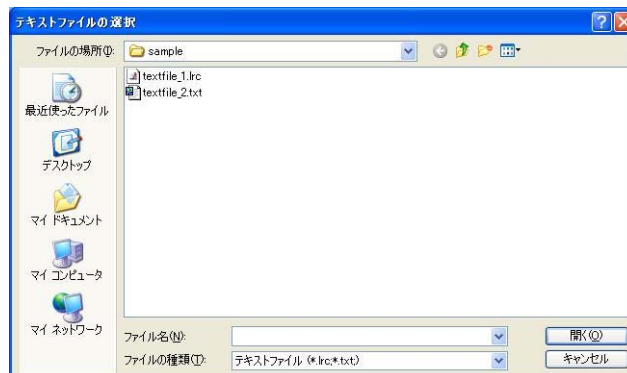 テキストファイルの選択
ファイルの場所(I):
sample
textfile_1.lrc
textfile_2.txt
最近使ったファイル
デスクトップ
マイ ドキュメント
マイ コンピュータ
マイ ネットワーク
ファイル名(N):
開く(O)
ファイルの種類(T):
テキストファイル (*.lrc;*.txt;)
キャンセル